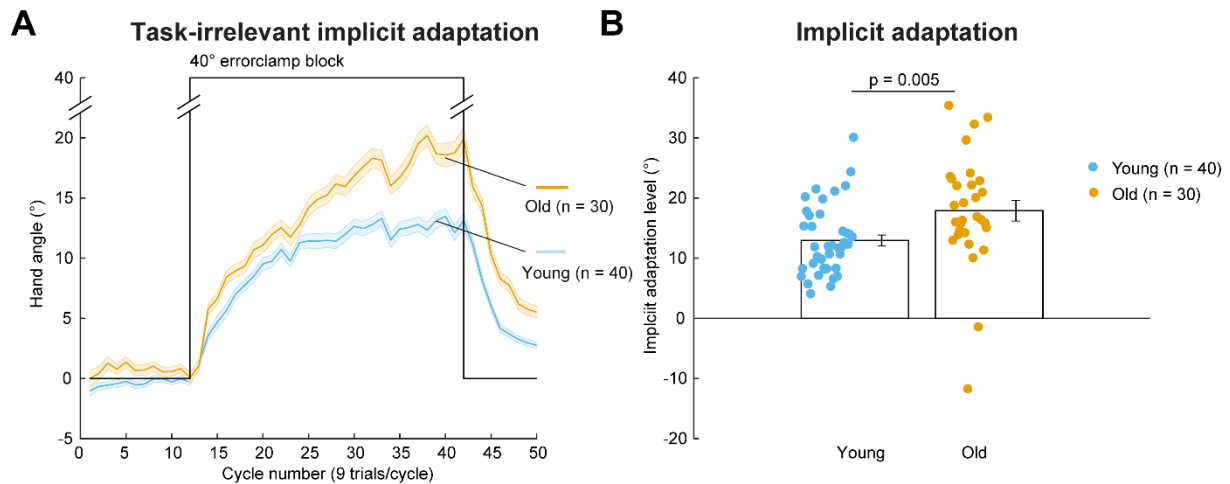 A
Task-irrelevant implicit adaptation
40° errorclamp block
40
20
15
10
5
0
-5
Hand angle (°)
0 5 10 15 20 25 30 35 40 45 50
Cycle number (9 trials/cycle)
Old (n = 30)
Young (n = 40)
B
Implicit adaptation
p = 0.005
40
30
20
10
0
-10
-20
Implciit adaptation level (°)
Young
Old
Young (n = 40)
Old (n = 30)